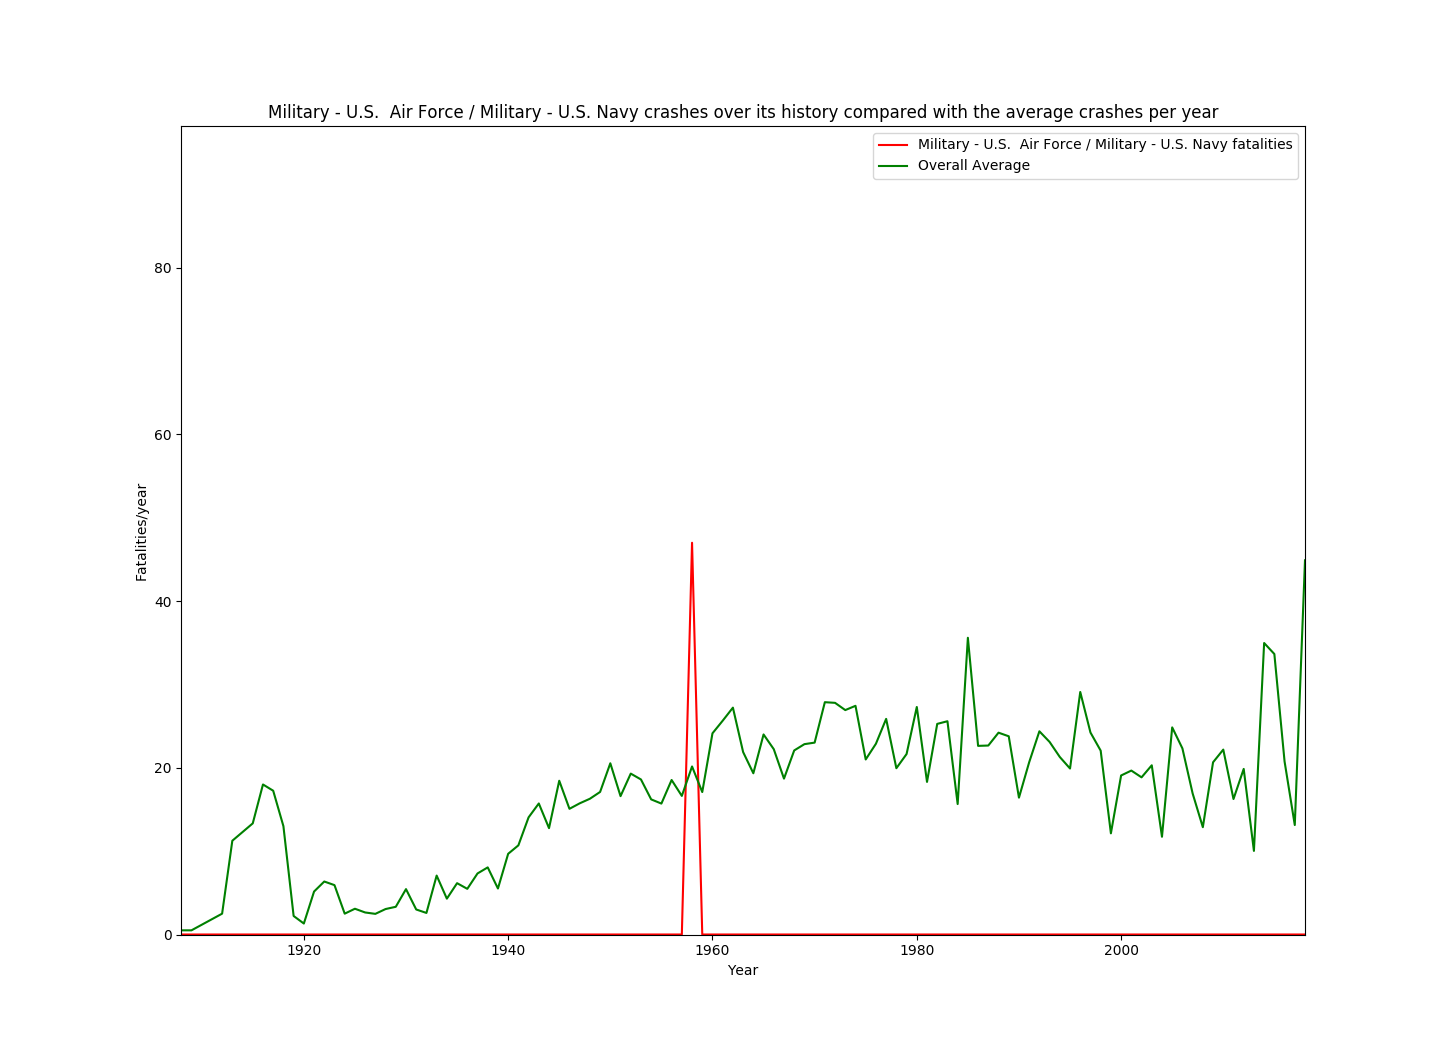 Military - U.S.  Air Force / Military - U.S. Navy crashes over its history compared with the average crashes per year
Military - U.S.  Air Force / Military - U.S. Navy fatalities
Overall Average
80
60
40
20
0
Fatalities/year
1920 1940 1960 1980 2000
Year